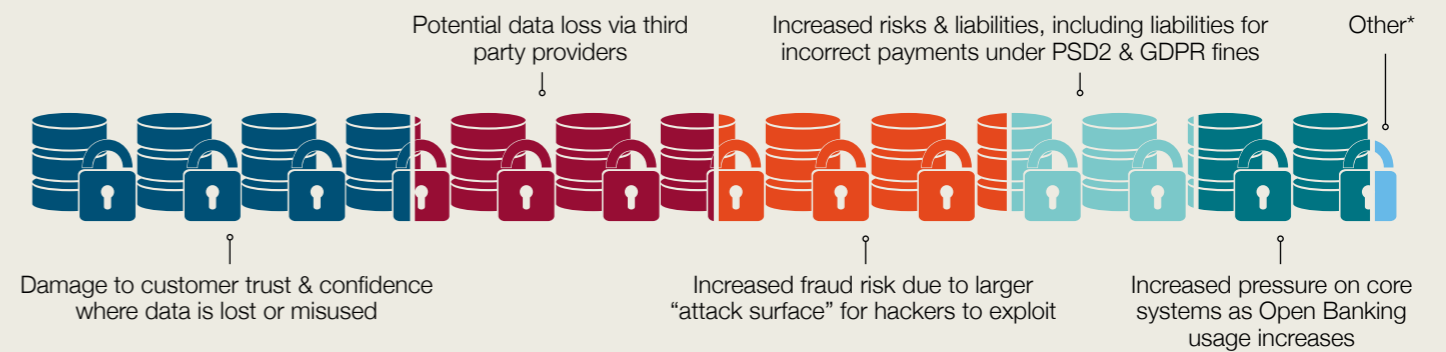 Potential data loss via third
party providers
Increased risks & liabilities, including liabilities for
incorrect payments under PSD2 & GDPR fines
Other*
Damage to customer trust & confidence
where data is lost or misused
Increased fraud risk due to larger
“attack surface” for hackers to exploit
Increased pressure on core
systems as Open Banking
usage increases